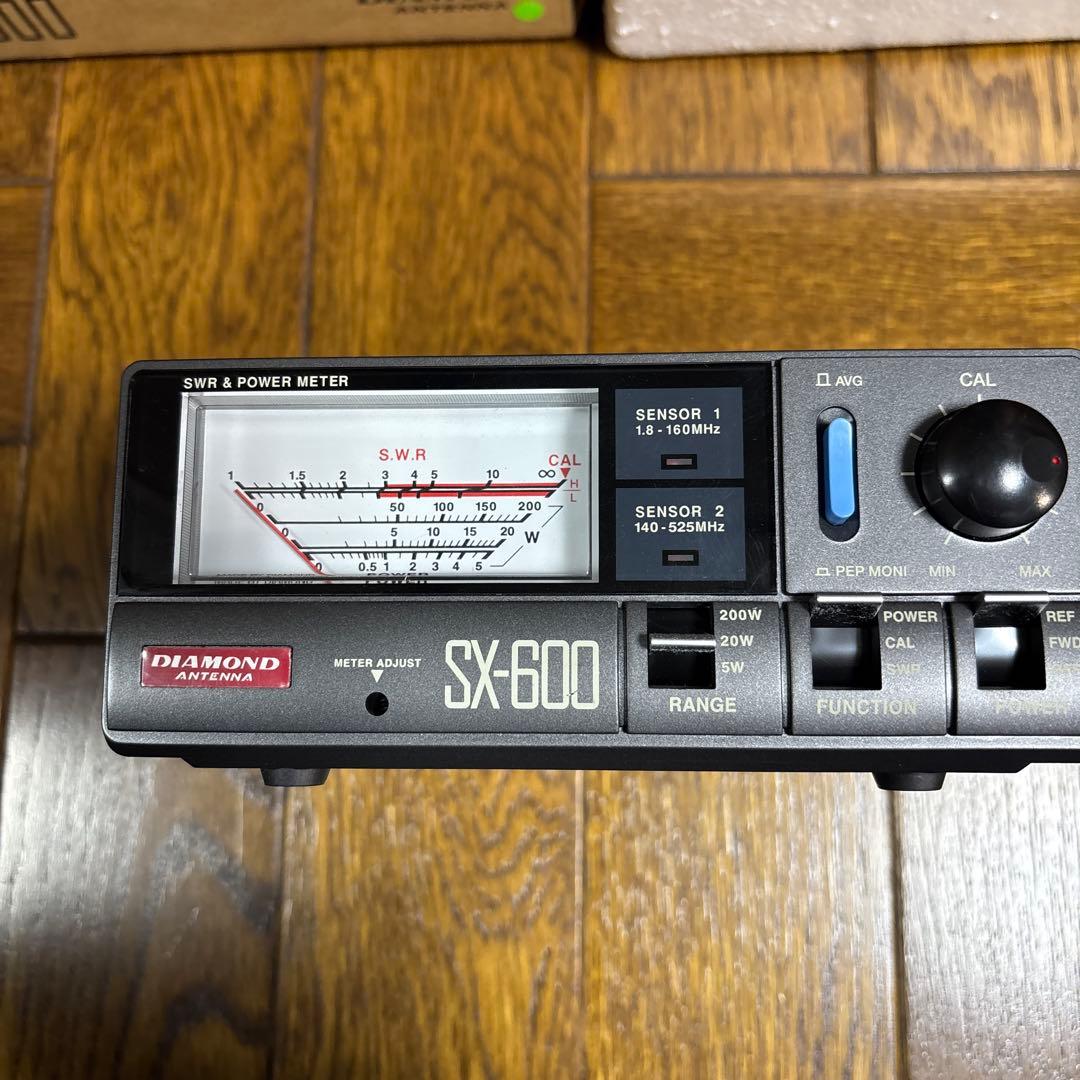 ANTENNA
SWR & POWER METER
S.W.R
CAL
1 1.5 2 3 4 5 10 ∞
H
L
0 50 100 150 200
0 5 10 15 20 W
0 0.5 1 2 3 4 5
POWER
SENSOR 1
1.8 - 160MHz
SENSOR 2
140 - 525MHz
AVG
PEP MONI
CAL
MIN MAX
DIAMOND
ANTENNA
METER ADJUST
SX-600
200W
20W
5W
RANGE
POWER
CAL
SWR
FUNCTION
REF
FWD
POWER